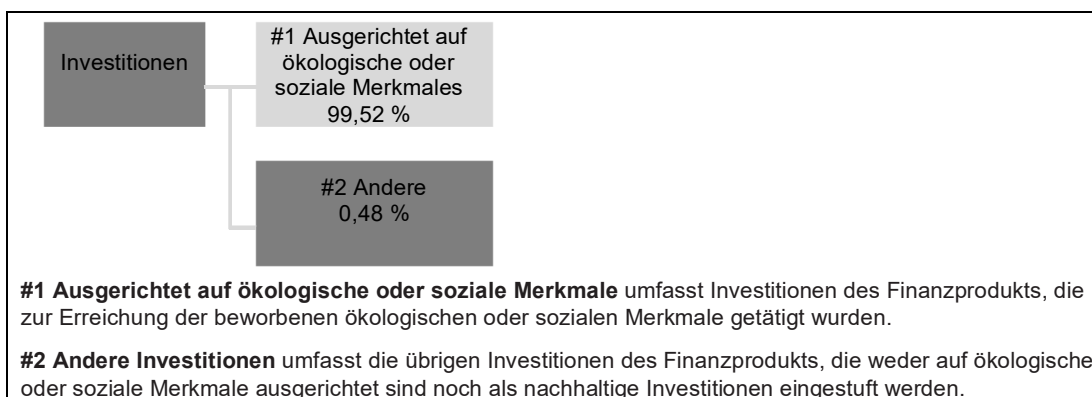 Investitionen
#1 Ausgerichtet auf
ökologische oder
soziale Merkmales
99,52 %
#2 Andere
0,48 %
#1 Ausgerichtet auf ökologische oder soziale Merkmale umfasst Investitionen des Finanzprodukts, die
zur Erreichung der beworbenen ökologischen oder sozialen Merkmale getätigt wurden.
#2 Andere Investitionen umfasst die übrigen Investitionen des Finanzprodukts, die weder auf ökologische
oder soziale Merkmale ausgerichtet sind noch als nachhaltige Investitionen eingestuft werden.